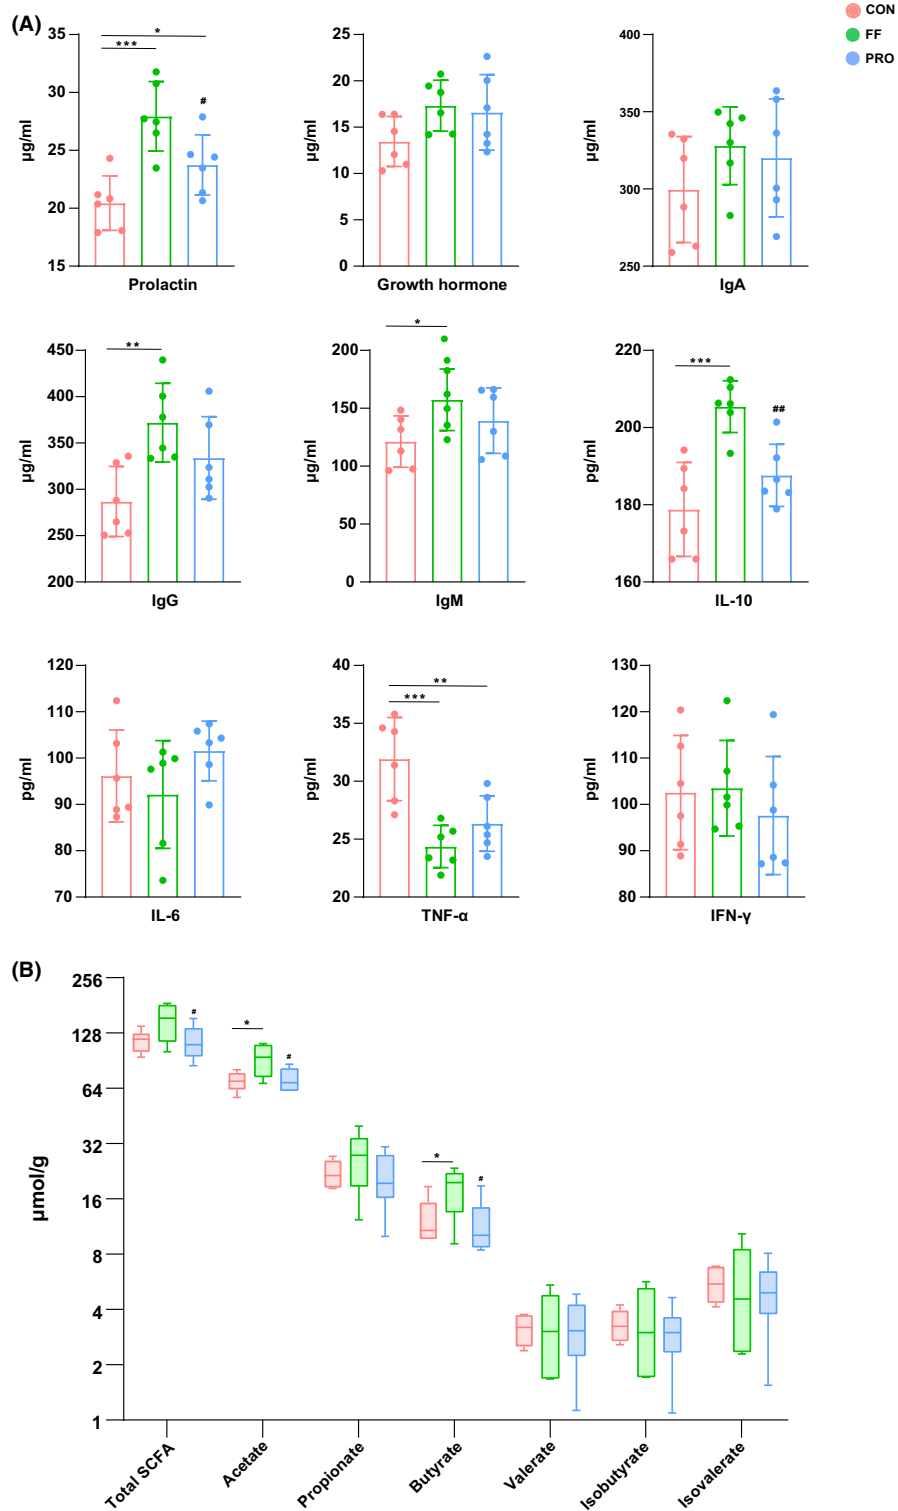 (A)
CON
FF
PRO
35
30
25
20
15
µg/ml
***
*
#
Prolactin
25
20
15
10
5
0
µg/ml
Growth hormone
400
350
300
250
µg/ml
IgA
450
400
350
300
250
200
µg/ml
**
IgG
200
150
100
50
0
µg/ml
*
IgM
220
200
180
160
pg/ml
***
##
IL-10
120
110
100
90
80
70
pg/ml
IL-6
40
35
30
25
20
pg/ml
**
***
TNF-α
130
120
110
100
90
80
pg/ml
IFN-γ
(B)
256
128
64
32
16
8
4
2
1
µmol/g
#
*
#
*
#
Total SCFA
Acetate
Propionate
Butyrate
Valerate
Isobutyrate
Isovalerate